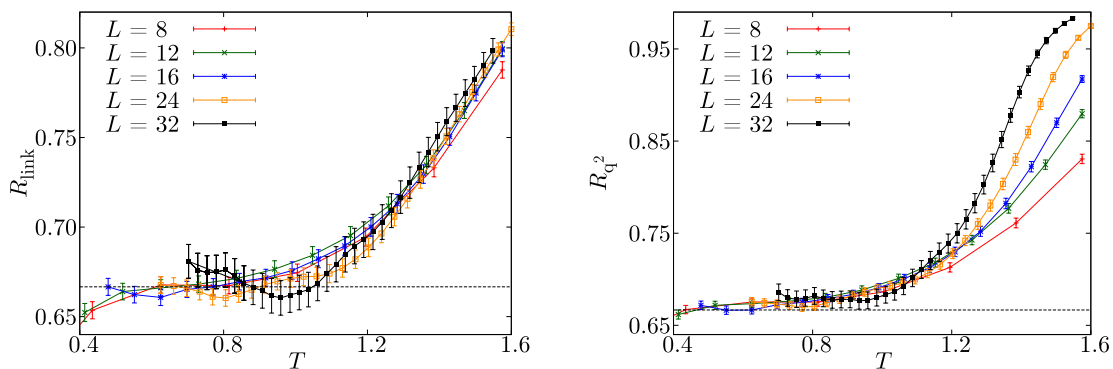 0.80
0.75
0.70
0.65
R_link
L = 8
L = 12
L = 16
L = 24
L = 32
0.4 0.8 1.2 1.6
T
0.95
0.85
0.75
0.65
R_q²
L = 8
L = 12
L = 16
L = 24
L = 32
0.4 0.8 1.2 1.6
T